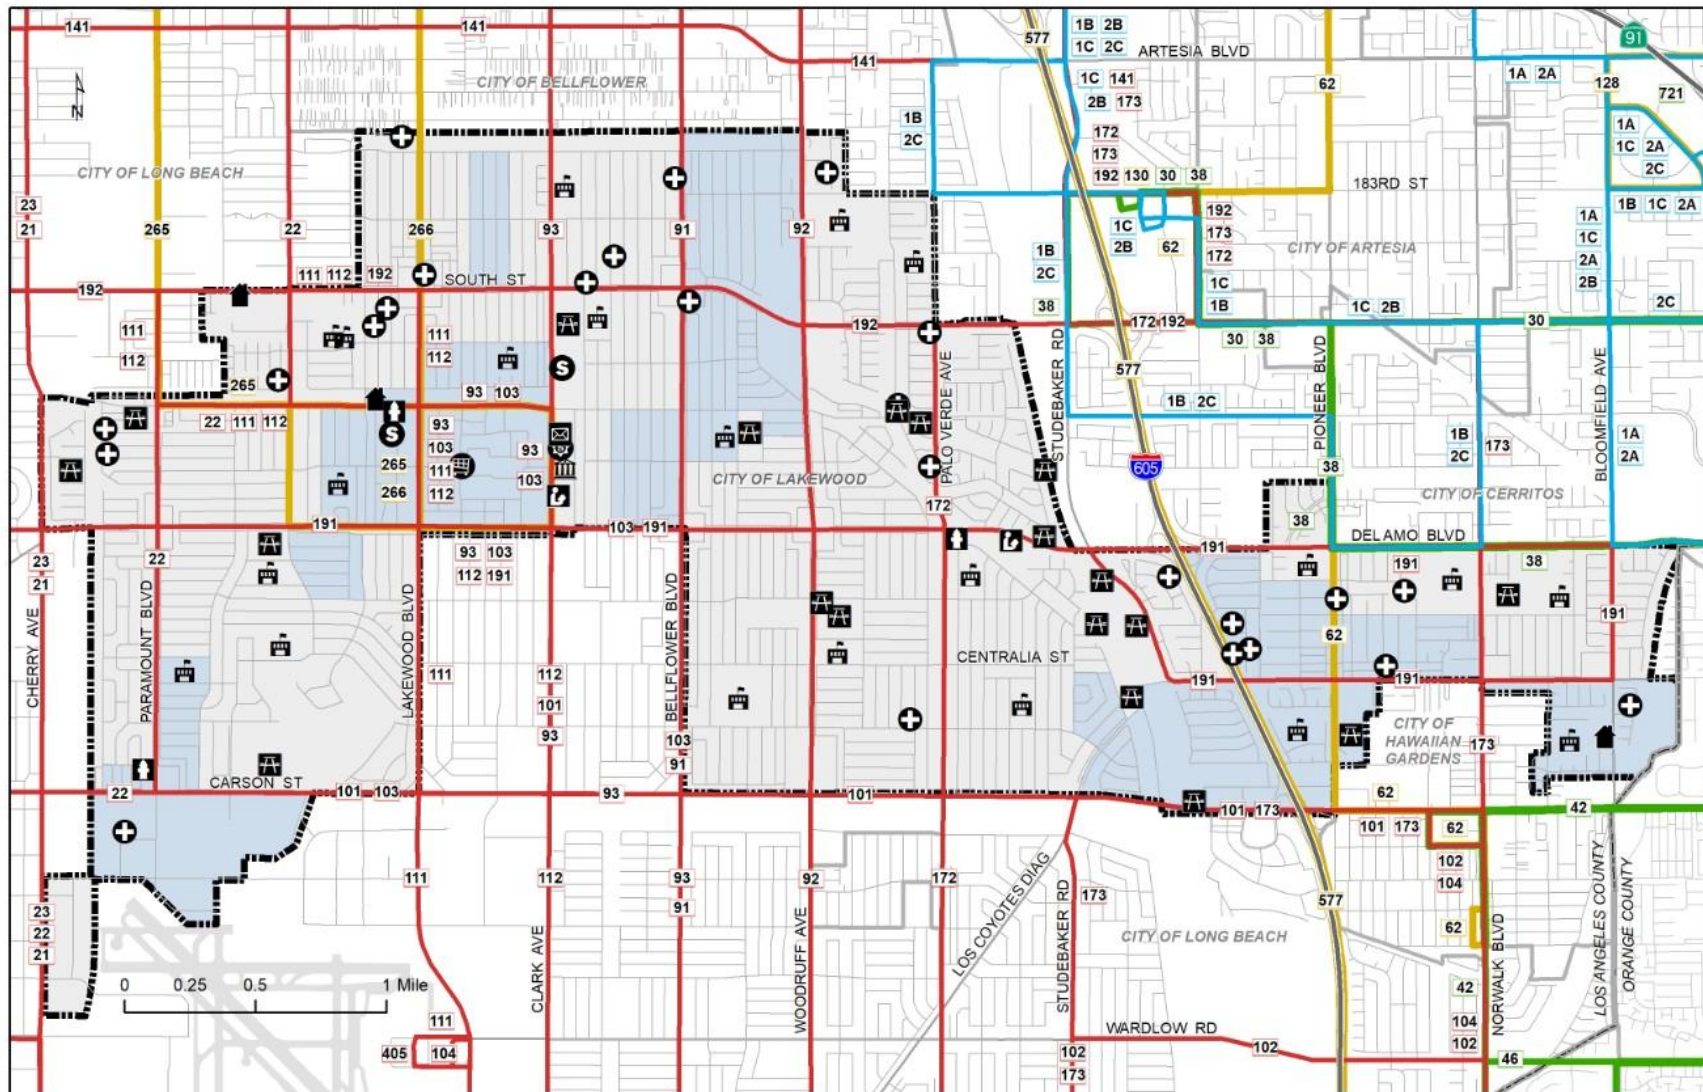 141
141
577
1B 2B
1C 2C
91
ARTESIA BLVD
141
CITY OF BELLFLOWER
1C 141
2B 173
62
1A 2A
128
721
1B
2C
1A
1C 2A
2C
172
173
192 130 30 38
CITY OF LONG BEACH
183RD ST
23
21
265
22
266
93
91
92
1C
2B
62
192
173
172
CITY OF ARTESIA
1B 1C 2A
1A
1C
2A
2B
1B
2C
38
1C
1B
111 112 192
SOUTH ST
192
1C 2B
2C
192
172 192
30
111
112
111
112
30 38
PALO VERDE AVE
STUDEBAKER RD
577
PIONEER BLVD
BLOOMFIELD AVE
265
93 103
22 111 112
1B 2C
93
103
111
112
265
266
93
103
605
1B
2C
173
1A
2A
CITY OF LAKEWOOD
38
CITY OF CERRITOS
172
38
191
103 191
DEL AMO BLVD
191
191
38
23
21
22
93 103
112 191
CHERRY AVE
PARAMOUNT BLVD
LAKEWOOD BLVD
BELLFLOWER BLVD
191
62
CENTRALIA ST
111
112
101
93
191
191
103
91
CITY OF
HAWAIIAN
GARDENS
173
CARSON ST
22
101 103
93
101
62
42
101 173
101 173
62
102
104
111
112
93
91
92
172
LOS COYOTES DIAG
173
577
62
NORWALK BLVD
LOS ANGELES COUNTY
ORANGE COUNTY
23
22
21
CLARK AVE
WOODRUFF AVE
STUDEBAKER RD
CITY OF LONG BEACH
0 0.25 0.5 1 Mile
42
111
104
102
WARDLOW RD
405
104
102
102
173
46
N
S
S